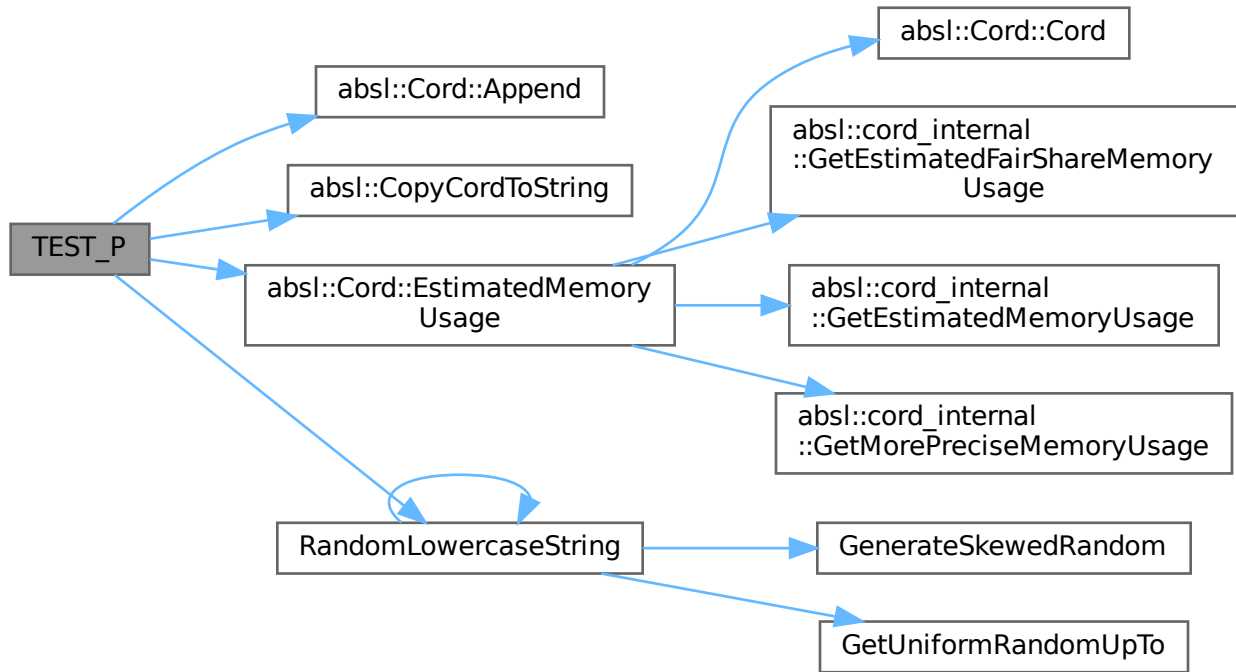 absl::Cord::Cord
absl::Cord::Append
absl::cord_internal
::GetEstimatedFairShareMemory
Usage
absl::CopyCordToString
TEST_P
absl::Cord::EstimatedMemory
Usage
absl::cord_internal
::GetEstimatedMemoryUsage
absl::cord_internal
::GetMorePreciseMemoryUsage
RandomLowercaseString
GenerateSkewedRandom
GetUniformRandomUpTo